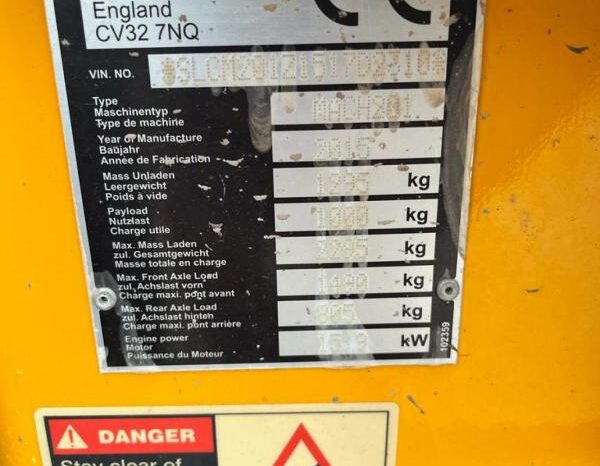 England
CV32 7NQ
VIN. NO.
Type
Maschinentyp
Type de machine
MACH201
Year of Manufacture
Baujahr
Année de Fabrication
Mass Unladen
Leergewicht
Poids à vide
kg
Payload
Nutzlast
Charge utile
1000 kg
Max. Mass Laden
zul. Gesamtgewicht
Masse totale en charge
kg
Max. Front Axle Load
zul. Achslast vorn
Charge maxi. pont avant
1490 kg
Max. Rear Axle Load
zul. Achslast hinten
Charge maxi. pont arrière
kg
Engine power
Motor
Puissance du Moteur
kW
102359
DANGER
Stay clear of